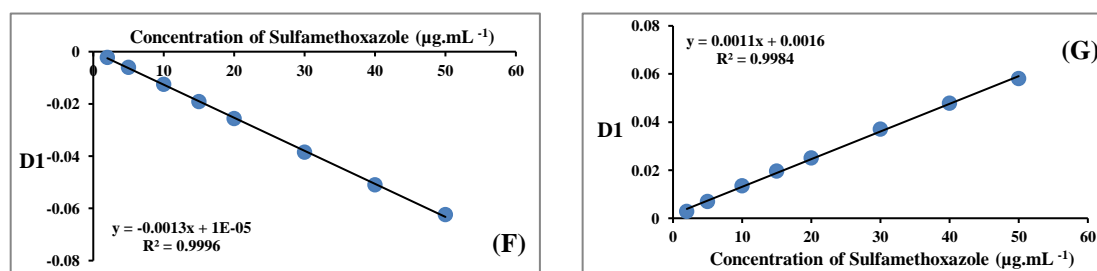 Concentration of Sulfamethoxazole (µg.mL⁻¹)
0
0 10 20 30 40 50 60
-0.02
D1
-0.04
-0.06
-0.08
y = -0.0013x + 1E-05
R² = 0.9996
(F)
y = 0.0011x + 0.0016
R² = 0.9984
(G)
0.08
0.06
D1
0.04
0.02
0
0 10 20 30 40 50 60
Concentration of Sulfamethoxazole (µg.mL⁻¹)